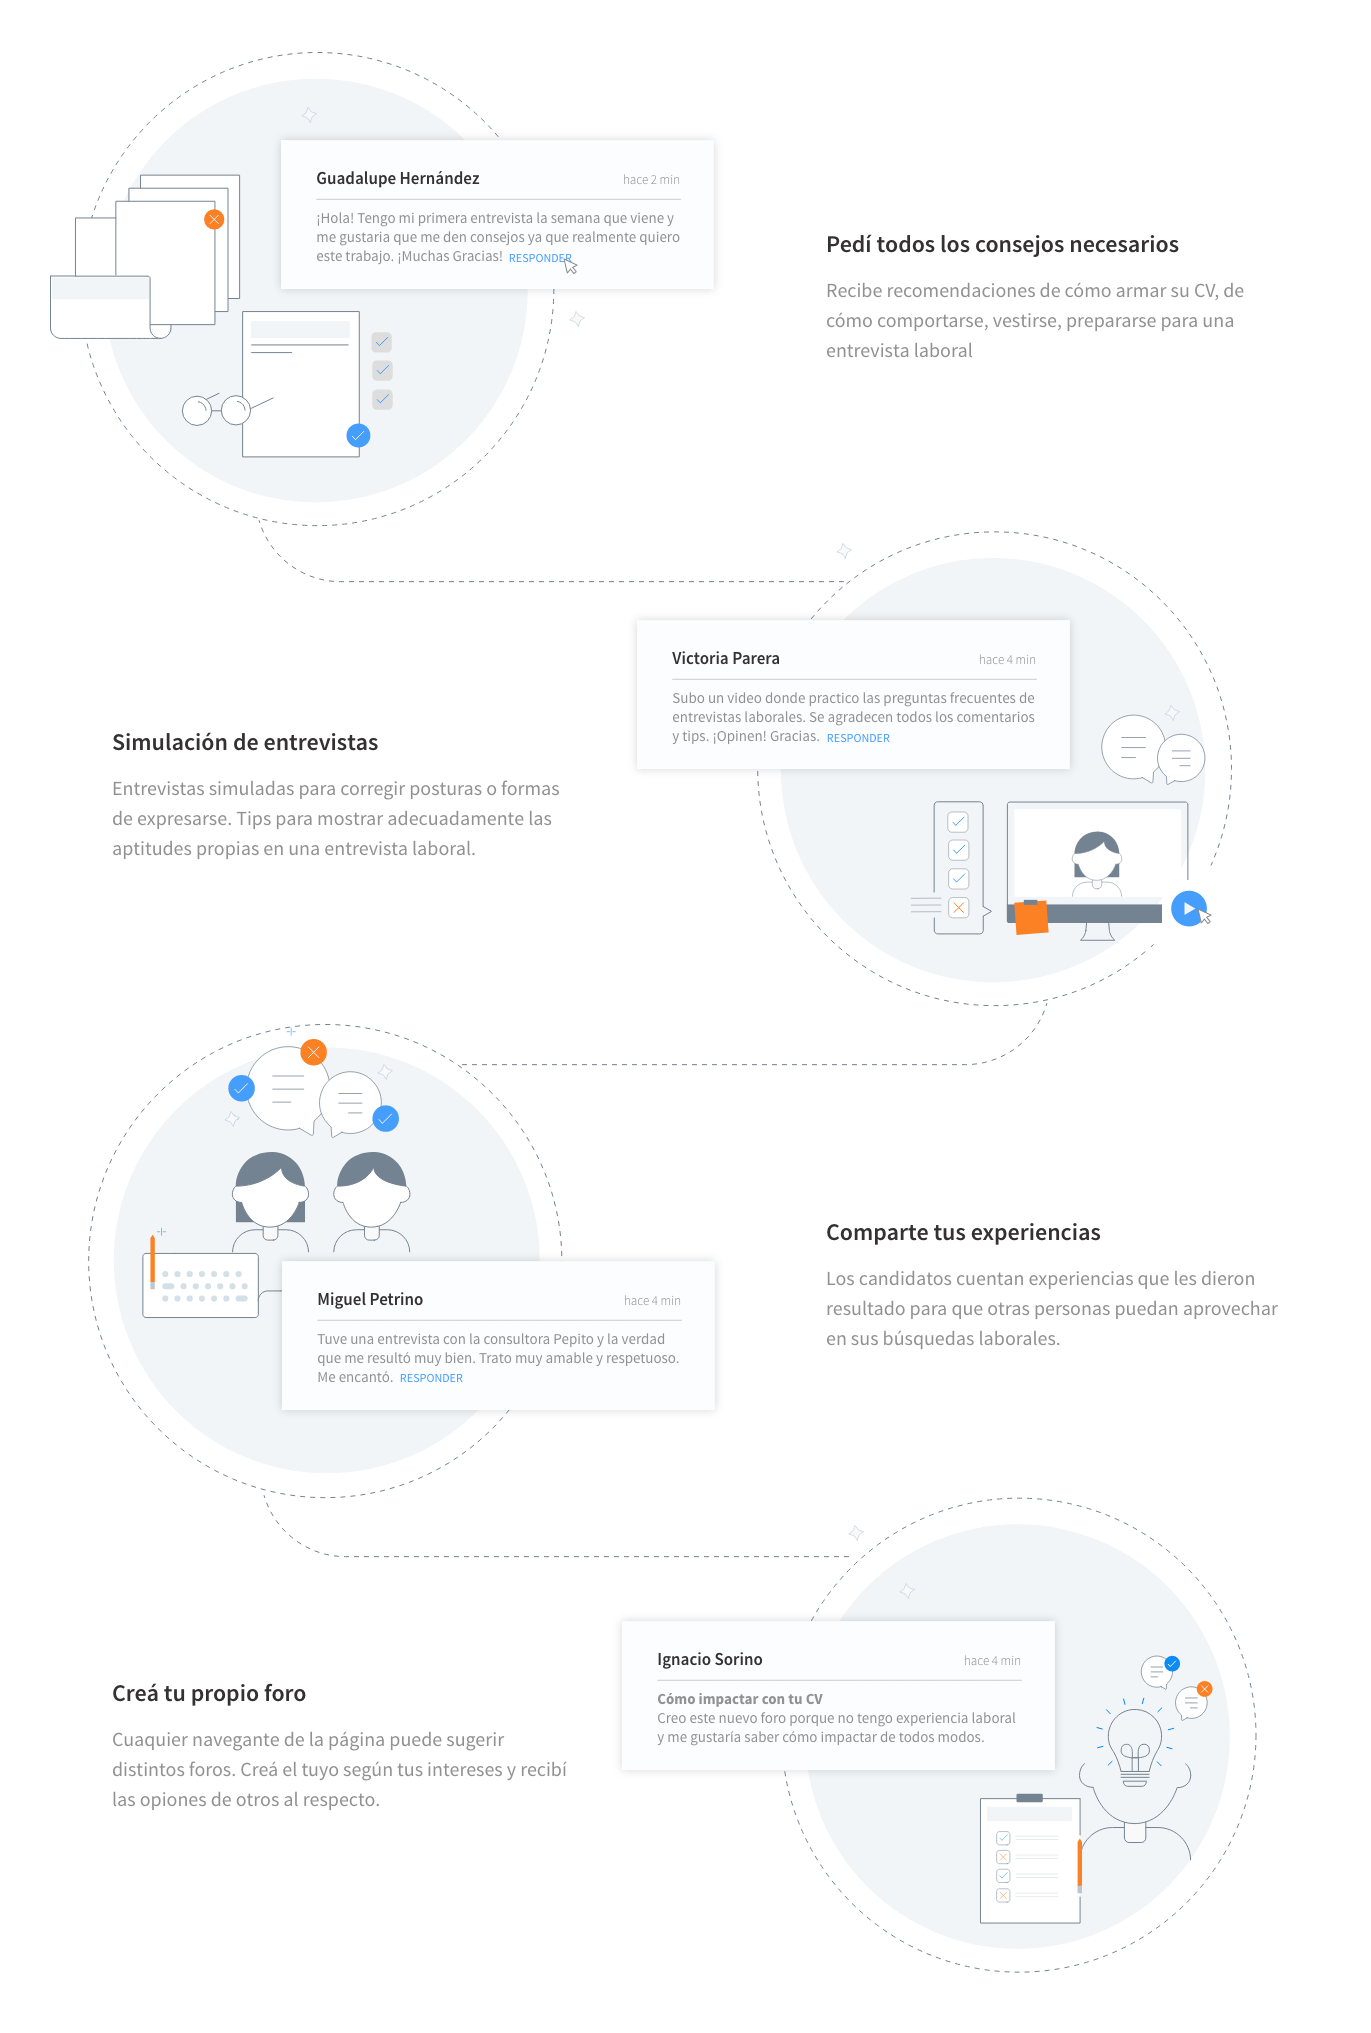 Guadalupe Hernández
hace 2 min
¡Hola! Tengo mi primera entrevista la semana que viene y
me gustaria que me den consejos ya que realmente quiero
este trabajo. ¡Muchas Gracias! RESPONDER
Pedí todos los consejos necesarios
Recibe recomendaciones de cómo armar su CV, de
cómo comportarse, vestirse, prepararse para una
entrevista laboral
Victoria Parera
hace 4 min
Subo un video donde practico las preguntas frecuentes de
entrevistas laborales. Se agradecen todos los comentarios
y tips. ¡Opinen! Gracias. RESPONDER
Simulación de entrevistas
Entrevistas simuladas para corregir posturas o formas
de expresarse. Tips para mostrar adecuadamente las
aptitudes propias en una entrevista laboral.
Miguel Petrino
hace 4 min
Tuve una entrevista con la consultora Pepito y la verdad
que me resultó muy bien. Trato muy amable y respetuoso.
Me encantó. RESPONDER
Comparte tus experiencias
Los candidatos cuentan experiencias que les dieron
resultado para que otras personas puedan aprovechar
en sus búsquedas laborales.
Ignacio Sorino
hace 4 min
Cómo impactar con tu CV
Creo este nuevo foro porque no tengo experiencia laboral
y me gustaría saber cómo impactar de todos modos.
Creá tu propio foro
Cuaquier navegante de la página puede sugerir
distintos foros. Creá el tuyo según tus intereses y recibí
las opiones de otros al respecto.